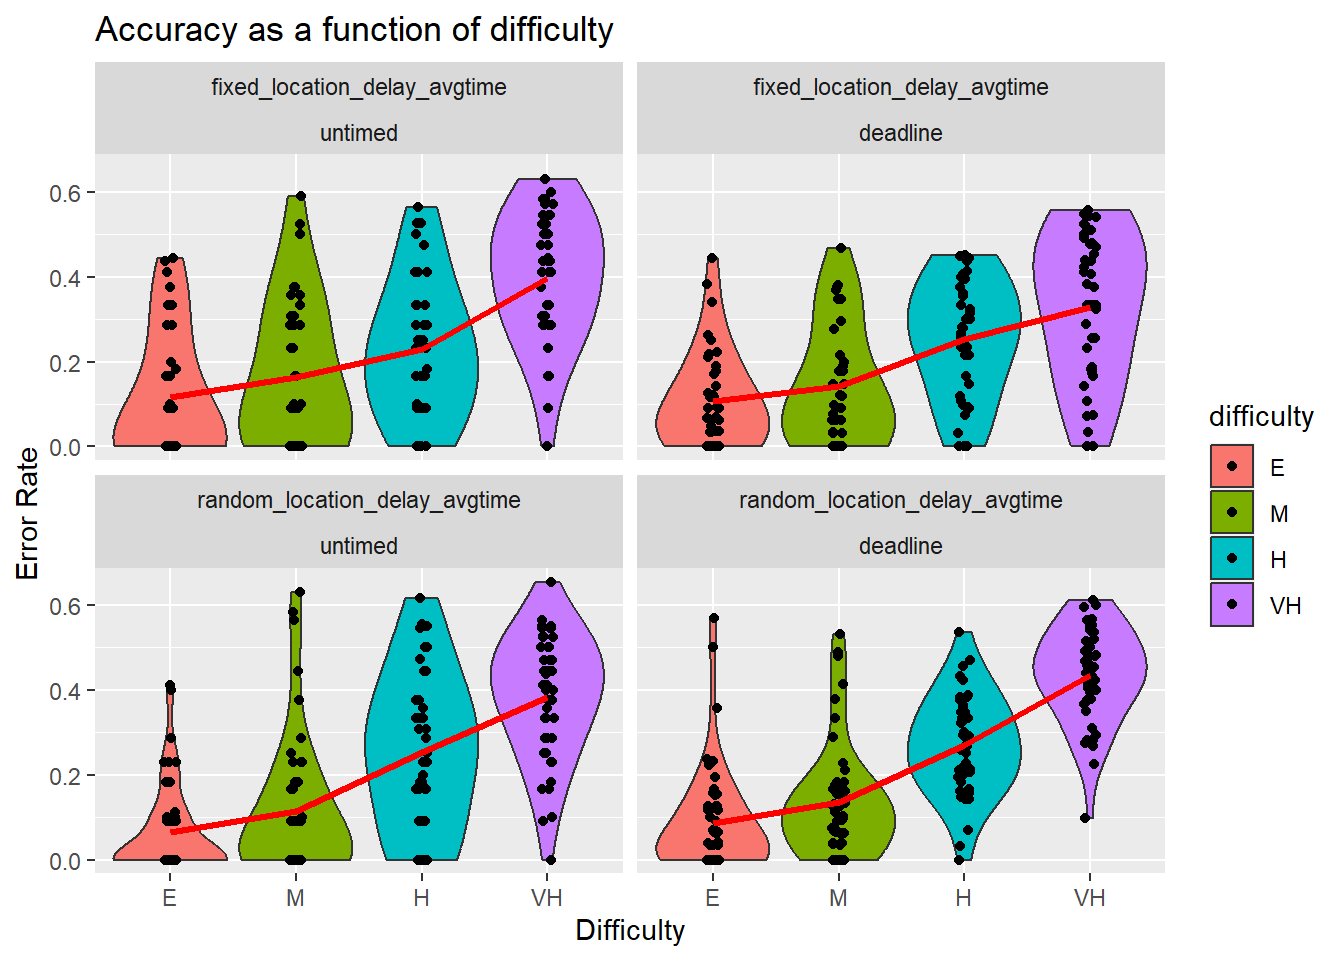 Accuracy as a function of difficulty
fixed_location_delay_avgtime
untimed
fixed_location_delay_avgtime
deadline
0.6
0.4
0.2
0.0
random_location_delay_avgtime
untimed
random_location_delay_avgtime
deadline
0.6
0.4
0.2
0.0
E
M
H
VH
E
M
H
VH
Difficulty
Error Rate
difficulty
E
M
H
VH